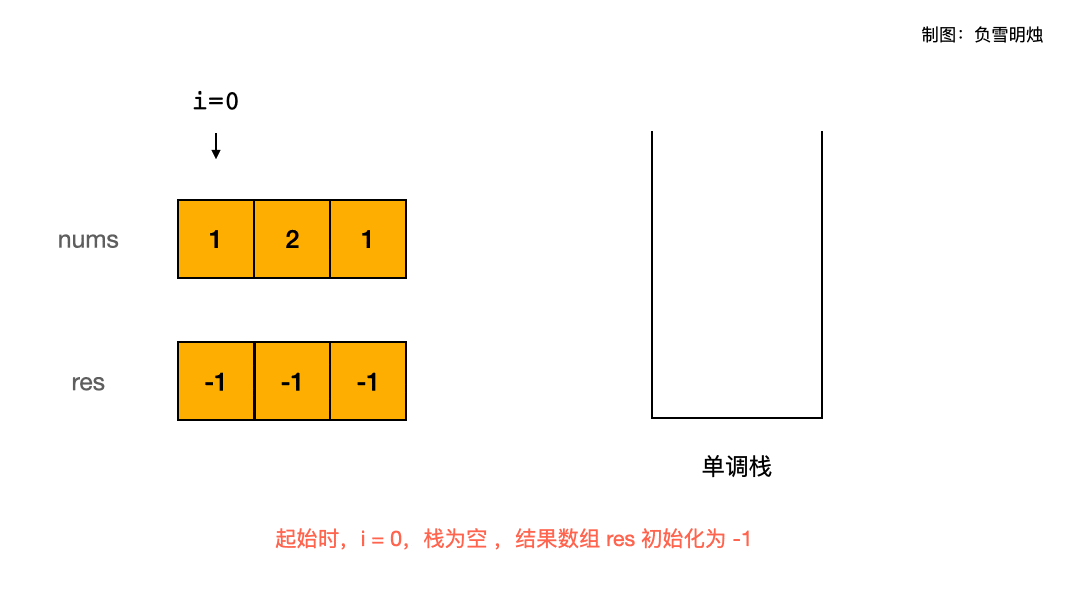 制图：负雪明烛
i=0
nums
1 2 1
res
-1 -1 -1
单调栈
起始时，i = 0，栈为空 ，结果数组 res 初始化为 -1